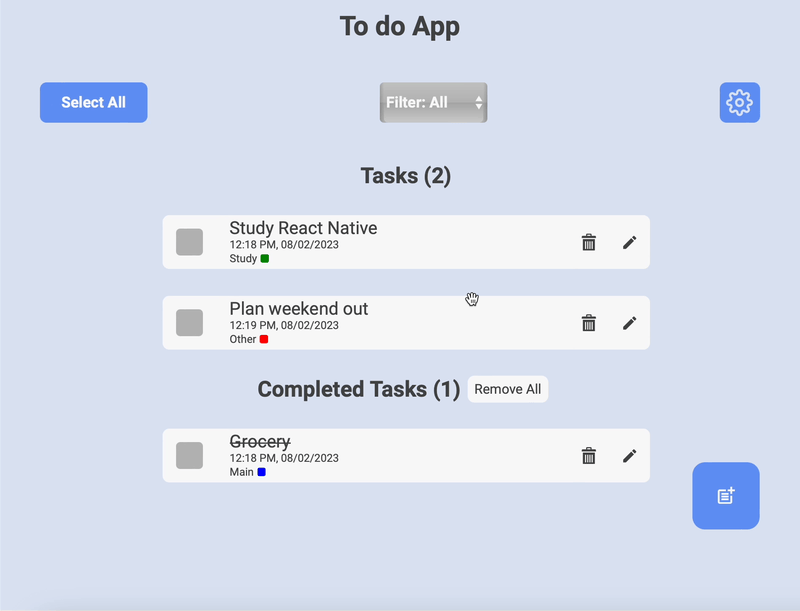 To do App
Select All
Filter: All
Tasks (2)
Study React Native
12:18 PM, 08/02/2023
Study
Plan weekend out
12:19 PM, 08/02/2023
Other
Completed Tasks (1) Remove All
Grocery
12:18 PM, 08/02/2023
Main